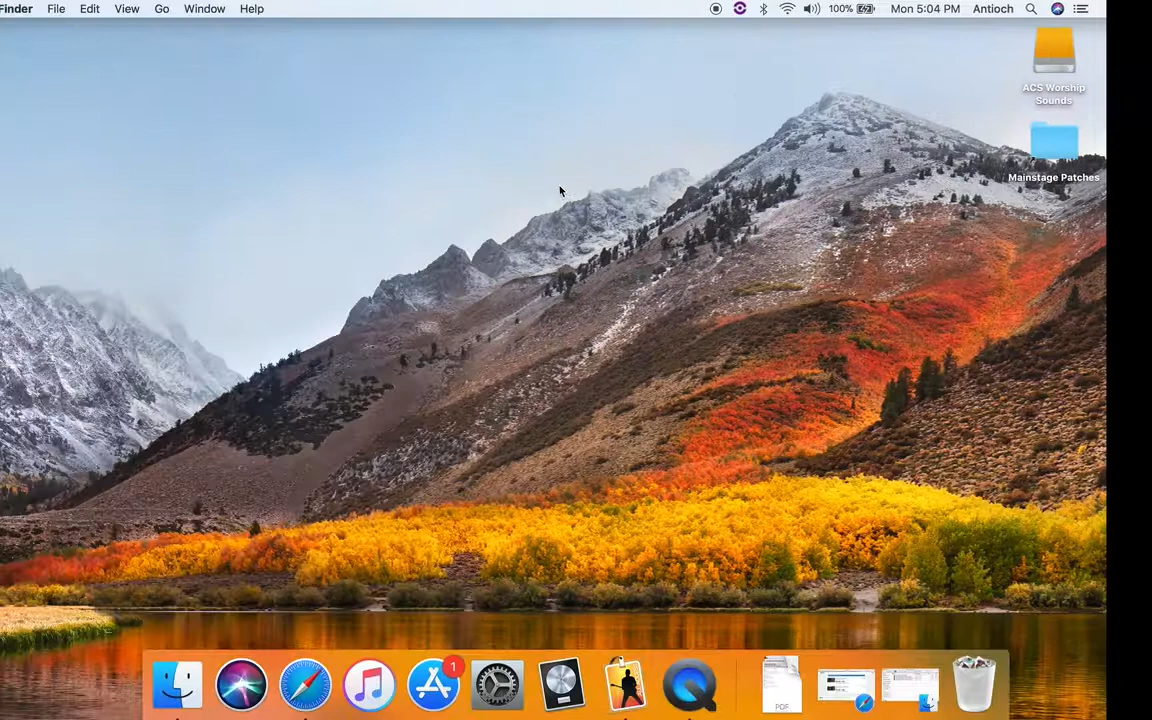 Finder File Edit View Go Window Help 100% Mon 5:04 PM Antioch
ACS Worship
Sounds
Mainstage Patches
1
PDF